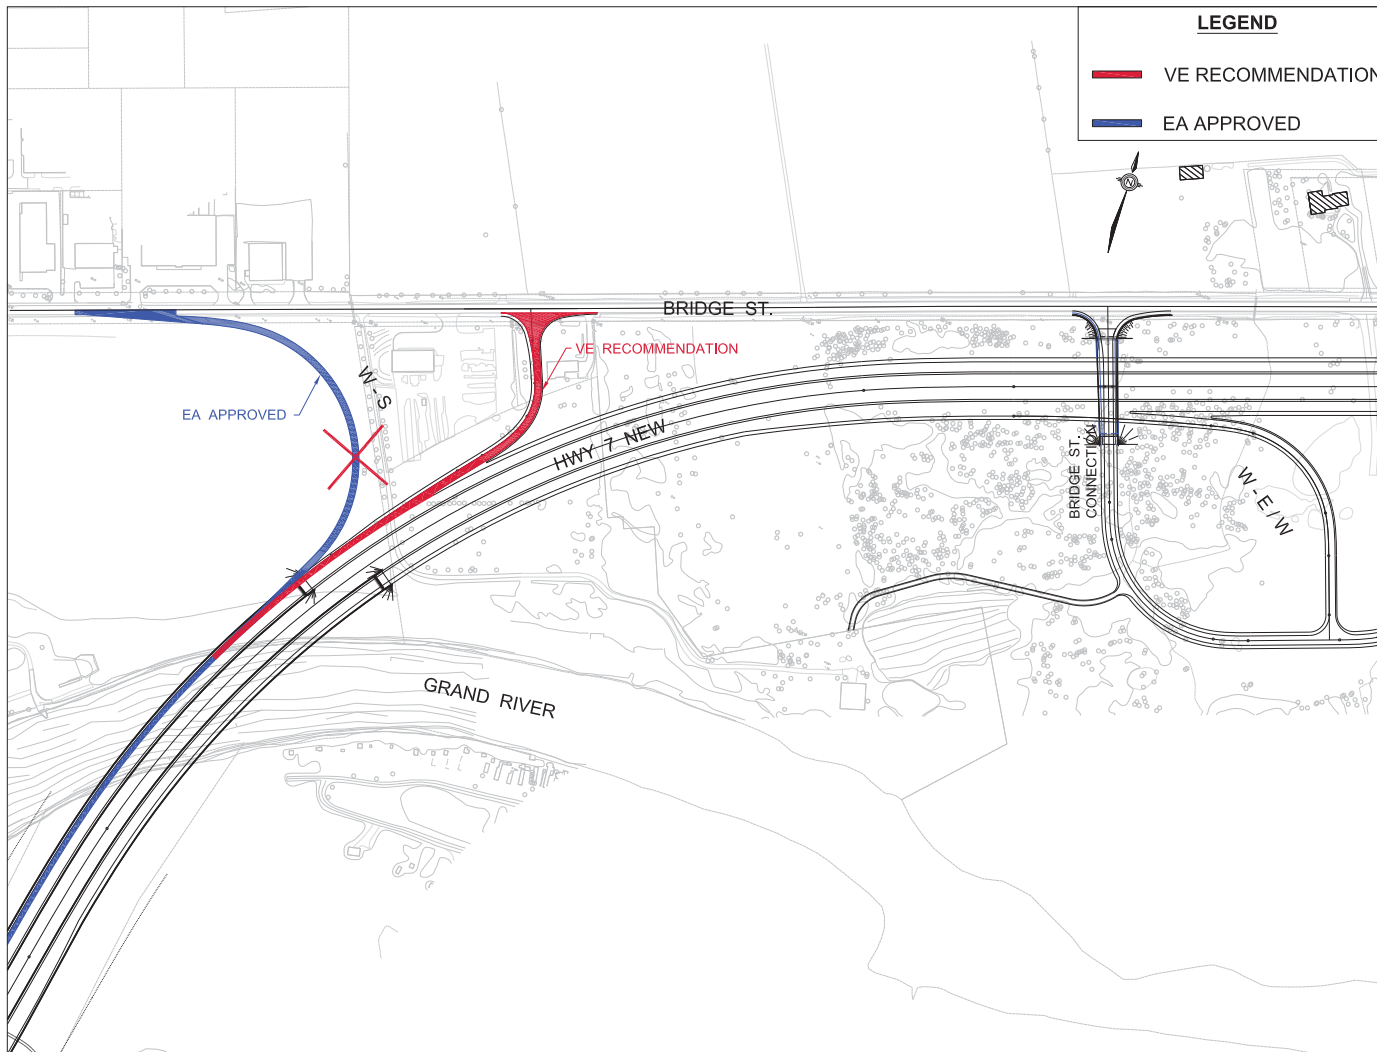 LEGEND
VE RECOMMENDATION
EA APPROVED
N
BRIDGE ST.
VE RECOMMENDATION
W-S
EA APPROVED
HWY 7 NEW
BRIDGE ST.
CONNECTION
W-E/W
GRAND RIVER